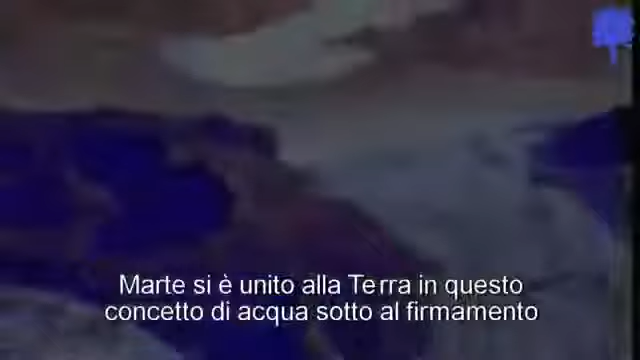 Marte si è unito alla Terra in questo
concetto di acqua sotto al firmamento